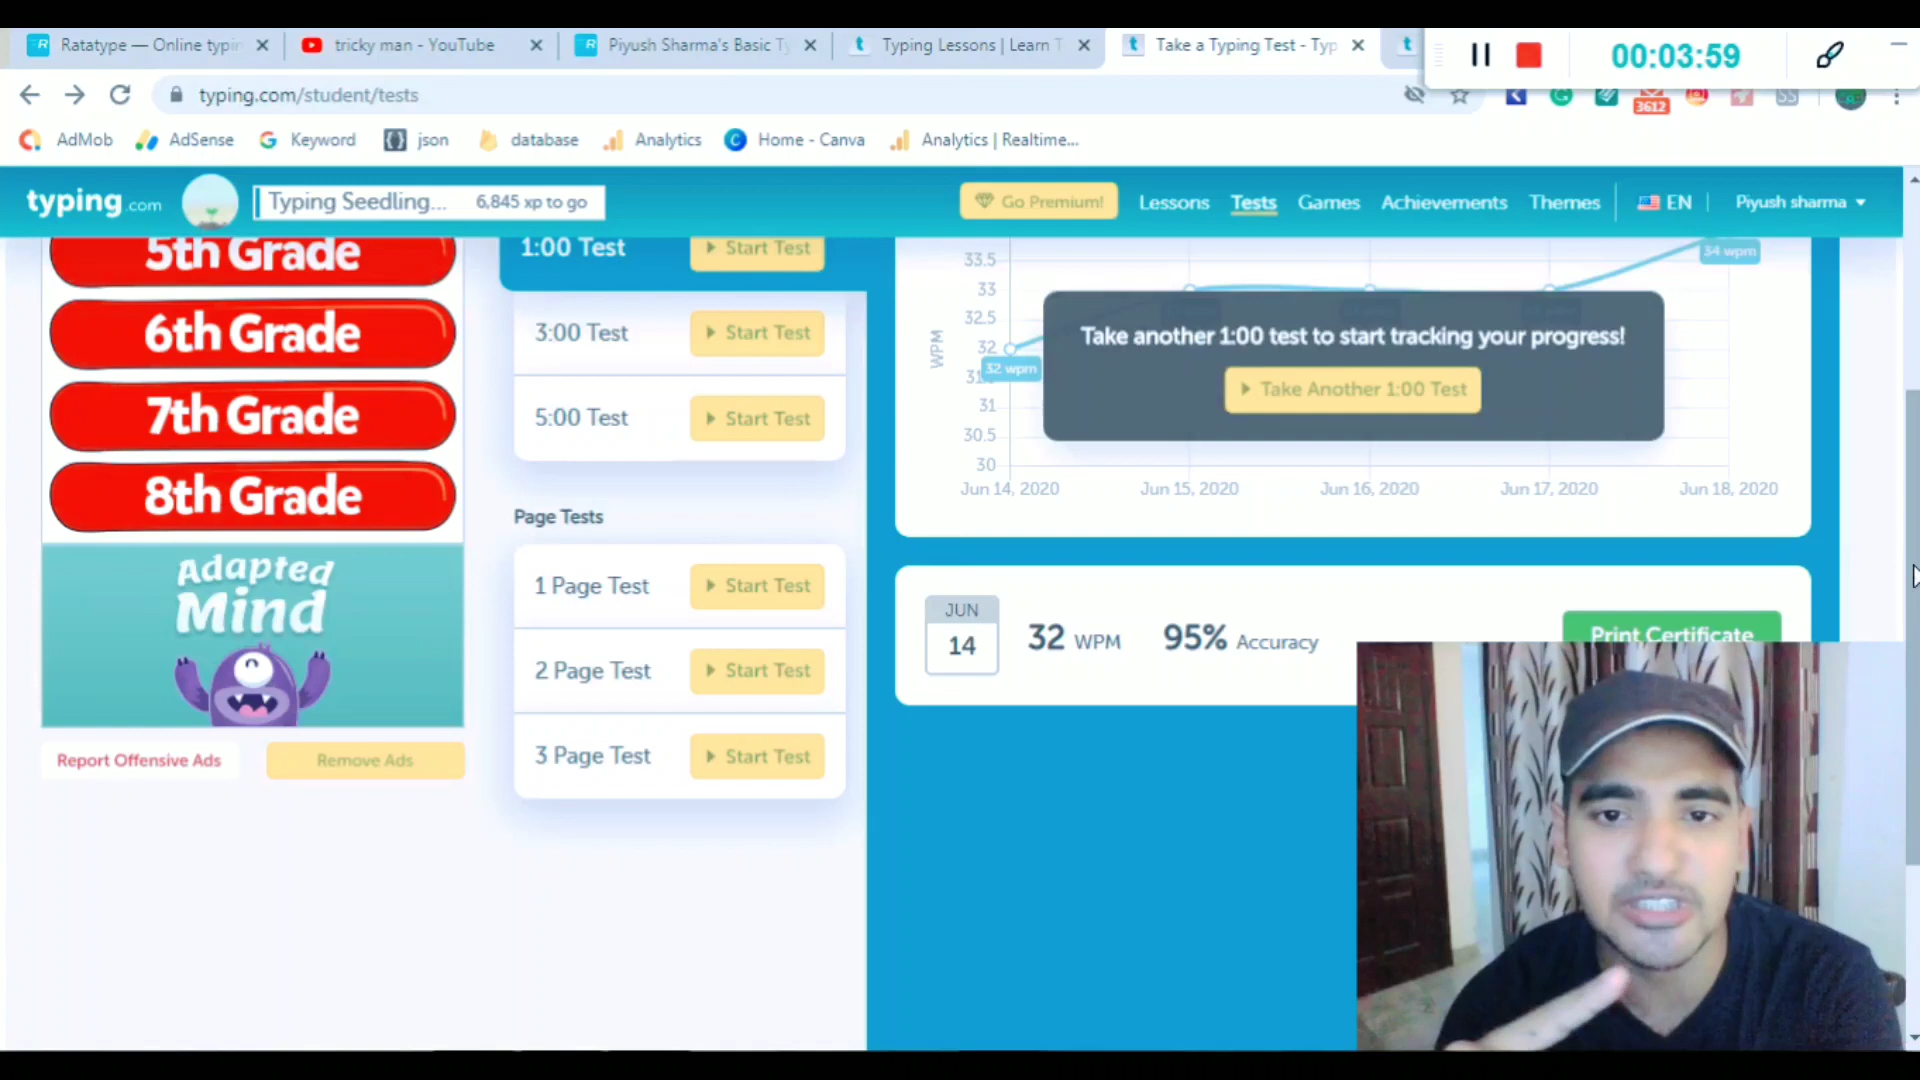 Ratatype — Online typin
tricky man - YouTube
Piyush Sharma's Basic Ty
Typing Lessons | Learn T
Take a Typing Test - Typ
00:03:59
typing.com/student/tests
3612
SS
AdMob
AdSense
Keyword
json
database
Analytics
Home - Canva
Analytics | Realtime...
typing.com
Typing Seedling...
6,845 xp to go
Go Premium!
Lessons
Tests
Games
Achievements
Themes
EN
Piyush sharma
5th Grade
6th Grade
7th Grade
8th Grade
Adapted
Mind
Report Offensive Ads
Remove Ads
1:00 Test
Start Test
3:00 Test
Start Test
5:00 Test
Start Test
Page Tests
1 Page Test
Start Test
2 Page Test
Start Test
3 Page Test
Start Test
WPM
33.5
33
32.5
32
31
30.5
30
32 wpm
34 wpm
Take another 1:00 test to start tracking your progress!
Take Another 1:00 Test
Jun 14, 2020
Jun 15, 2020
Jun 16, 2020
Jun 17, 2020
Jun 18, 2020
JUN
14
32 WPM
95% Accuracy
Print Certificate